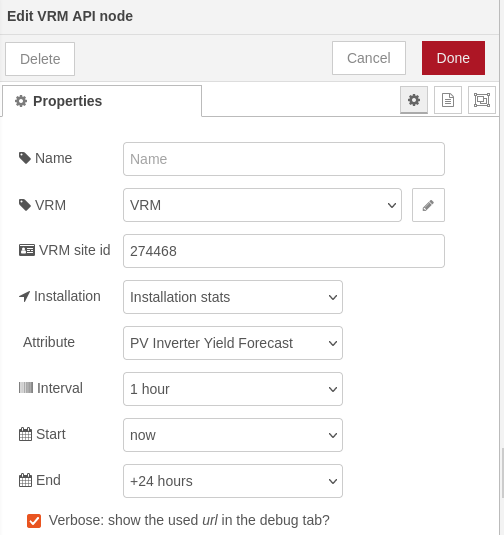 Edit VRM API node
Delete Cancel Done
Properties
Name Name
VRM VRM
VRM site id 274468
Installation Installation stats
Attribute PV Inverter Yield Forecast
Interval 1 hour
Start now
End +24 hours
Verbose: show the used url in the debug tab?